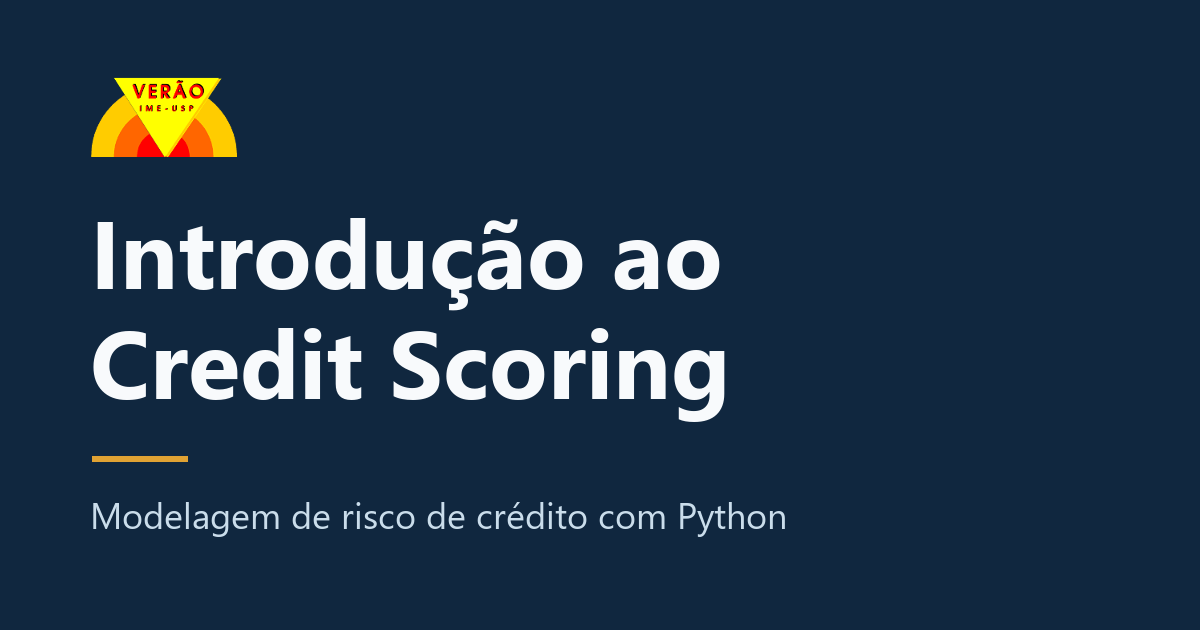 VERÃO
IME-USP
Introdução ao
Credit Scoring
Modelagem de risco de crédito com Python